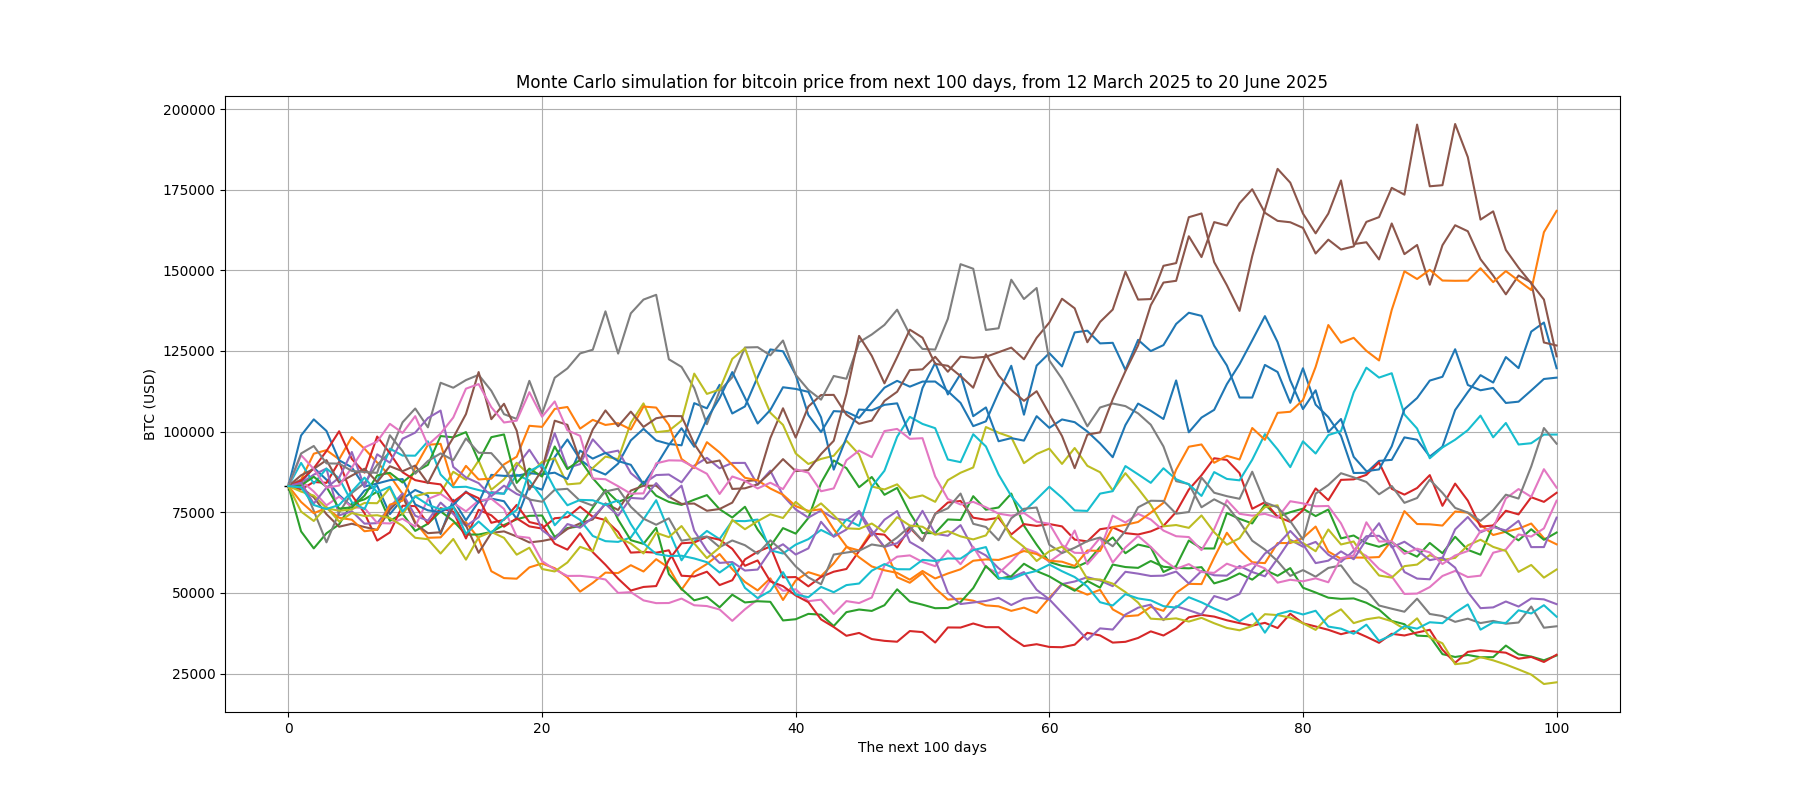 Monte Carlo simulation for bitcoin price from next 100 days, from 12 March 2025 to 20 June 2025
200000
175000
150000
125000
100000
75000
50000
25000
BTC (USD)
0 20 40 60 80 100
The next 100 days